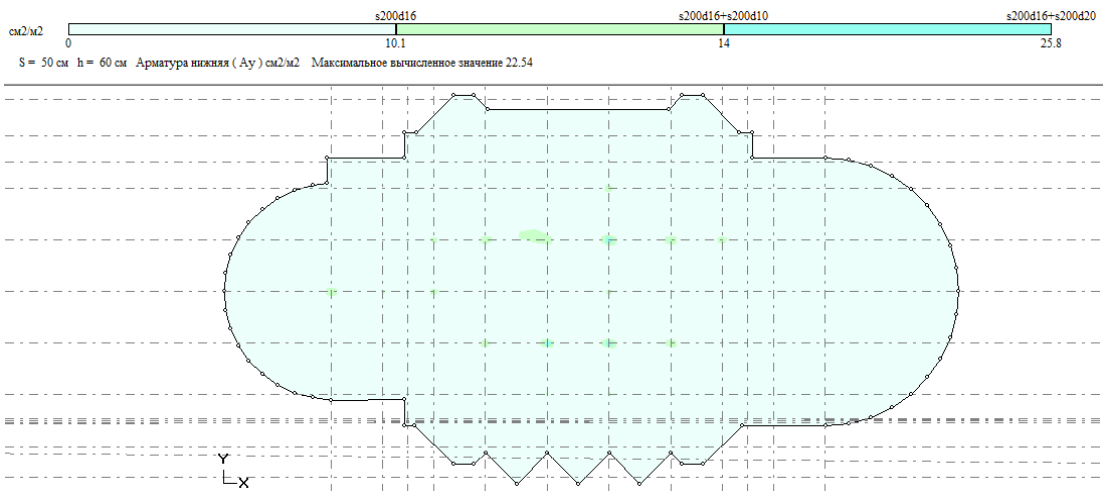 s200d16 s200d16+s200d10 s200d16+s200d20
см2/м2
0 10.1 14 25.8
S = 50 см h = 60 см Арматура нижняя ( Ay ) см2/м2 Максимальное вычисленное значение 22.54
Y
X